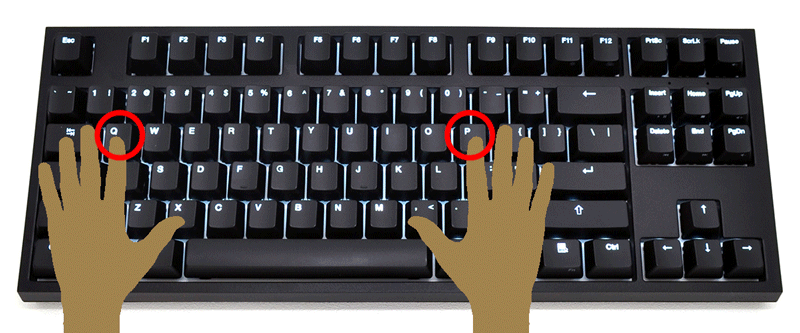 Esc F1 F2 F3 F4 F5 F6 F7 F8 F9 F10 F11 F12 PrtSc ScrLk Pause
` ~ 1 ! 2 @ 3 # 4 $ 5 % 6 ^ 7 & 8 * 9 ( 0 ) - _ = + ← Insert Home PgUp
Q W E R T Y U I O P { ] } \ | Delete End PgDn
S D F G H J K L ↵
Z X C V B N M , < . ⇧ ↑
Ctrl ← ↓ →